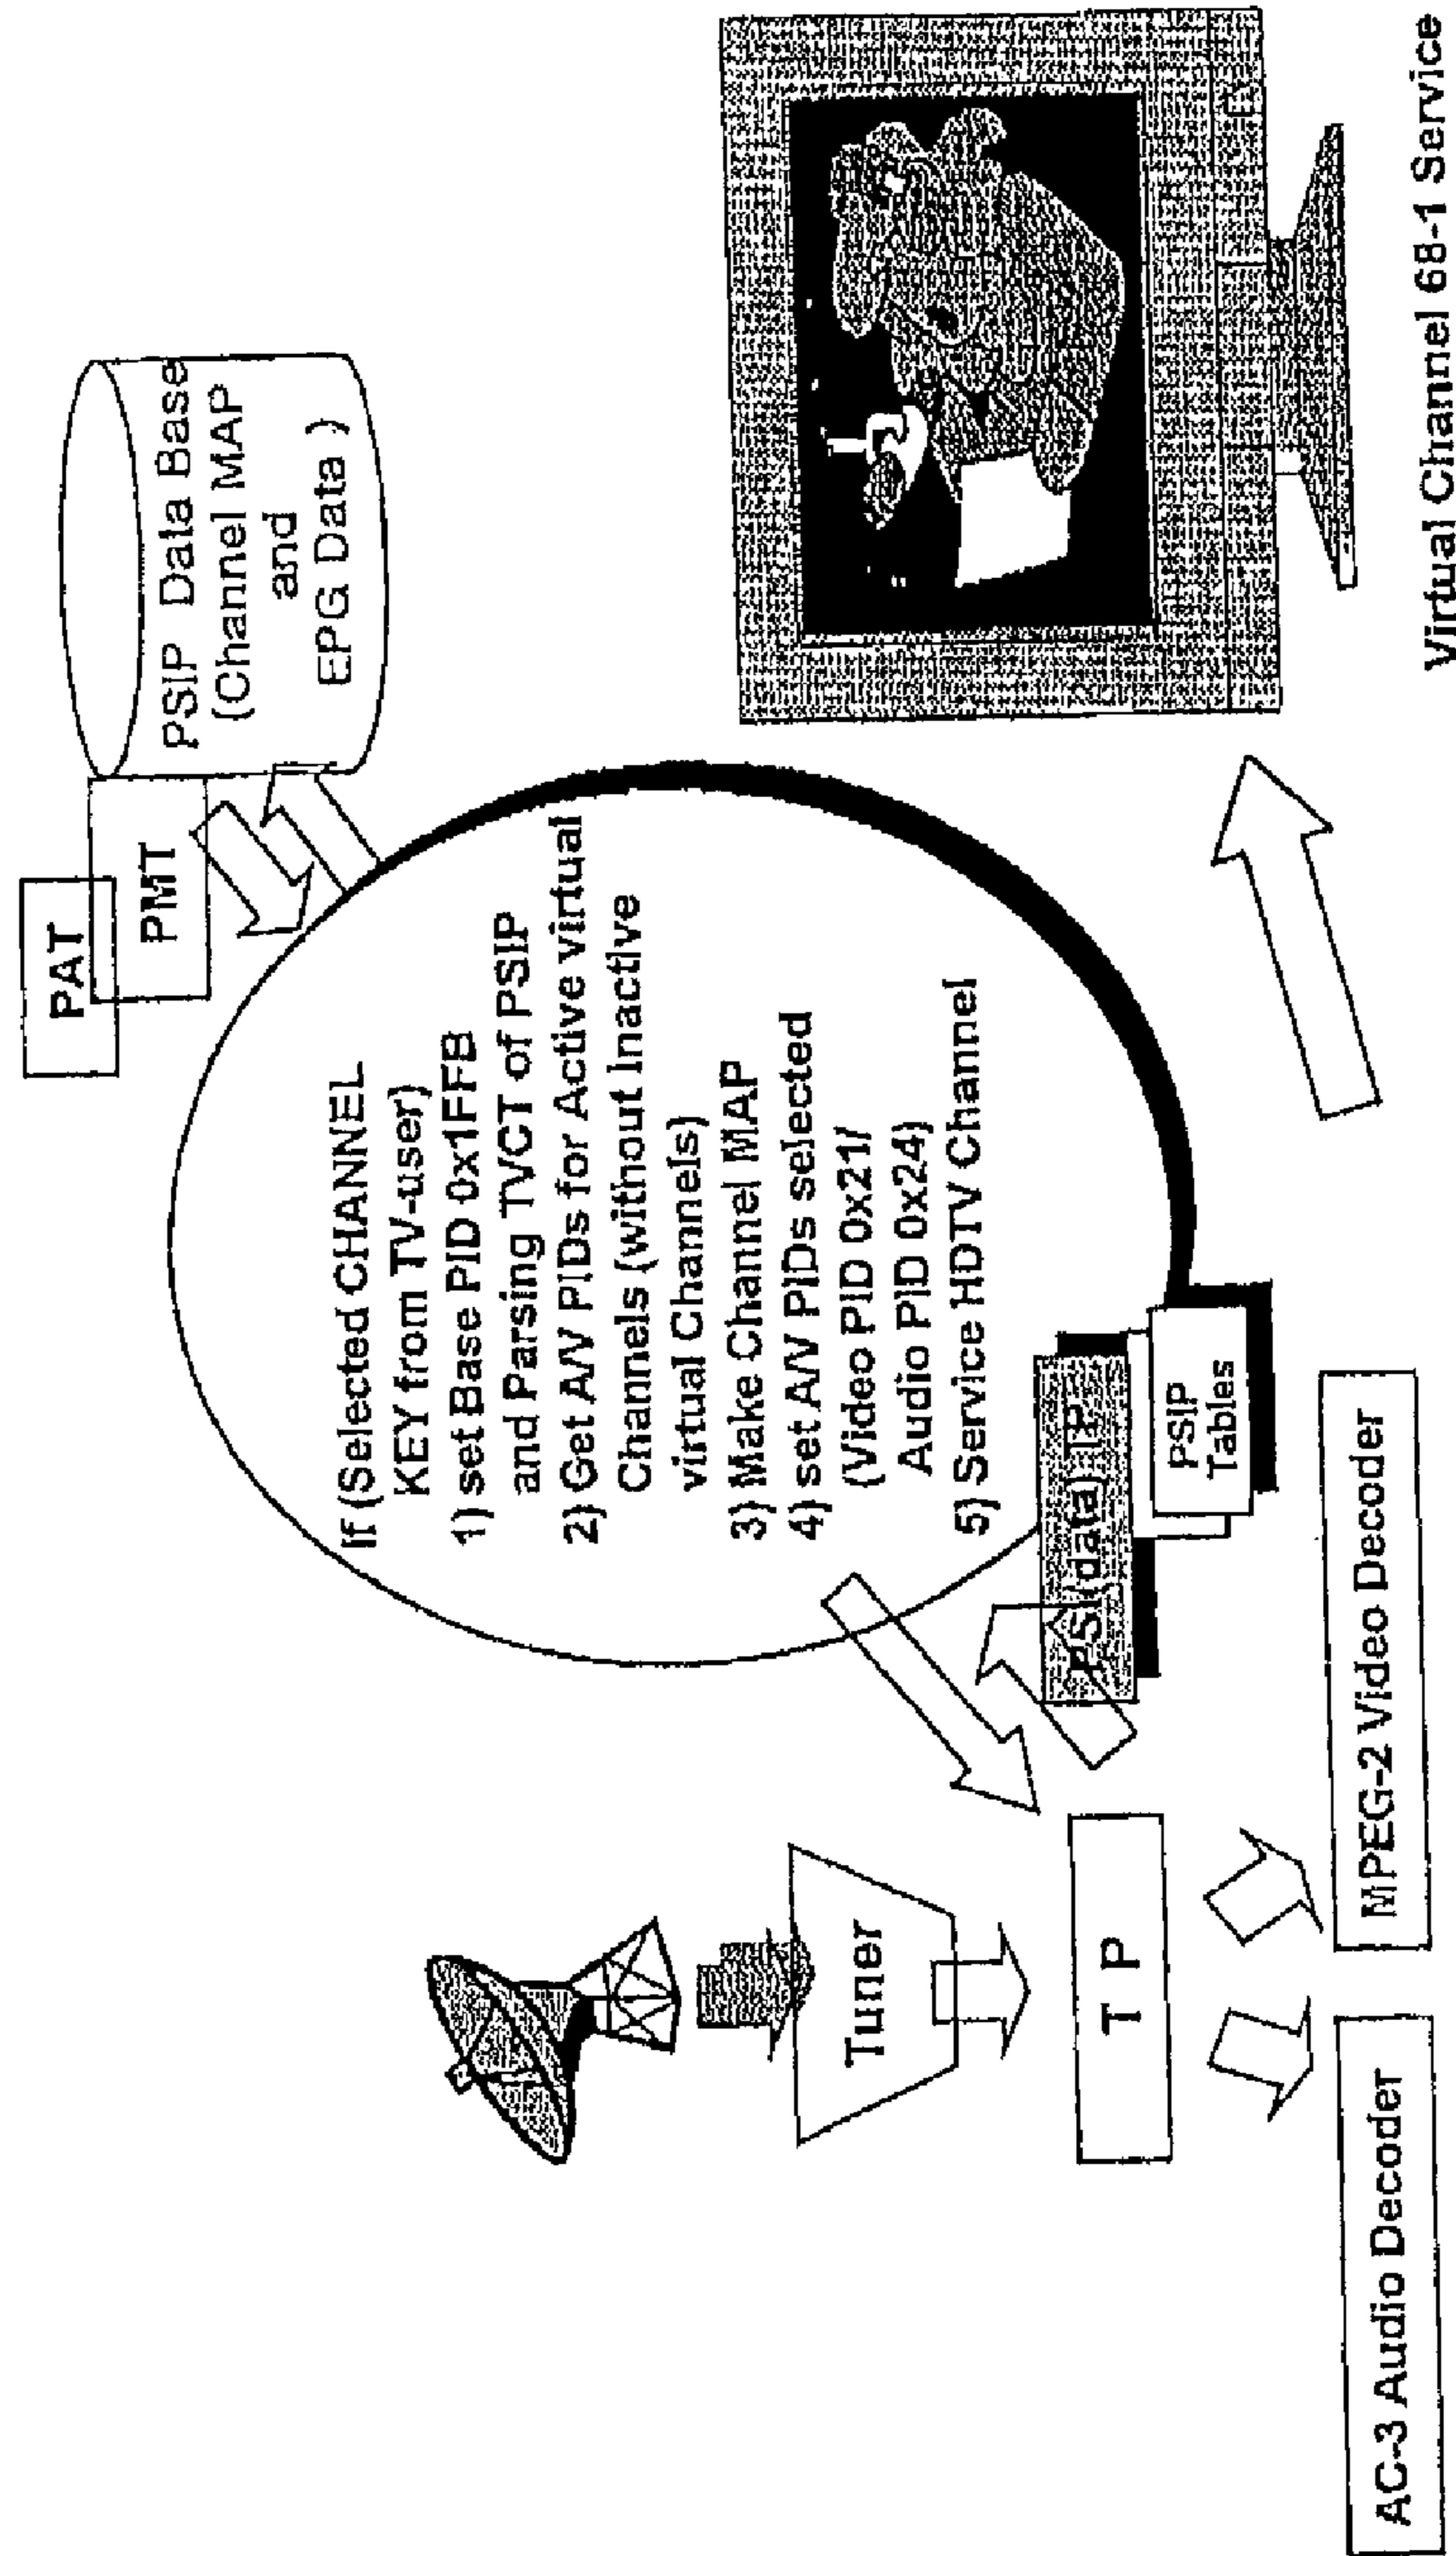 PAT
PMT
PSIP Data Base
(Channel MAP
and
EPG Data )
If (Selected CHANNEL
KEY from TV-user)
1) set Base PID 0x1FFB
and Parsing TVCT of PSIP
2) Get A/V PIDs for Active virtual
Channels (without Inactive
virtual Channels)
3) Make Channel MAP
4) set A/V PIDs selected
(Video PID 0x21/
Audio PID 0x24)
5) Service HDTV Channel
Tuner
T P
PSI(data) TP
PSIP
Tables
AC-3 Audio Decoder
MPEG-2 Video Decoder
Virtual Channel 68-1 Service